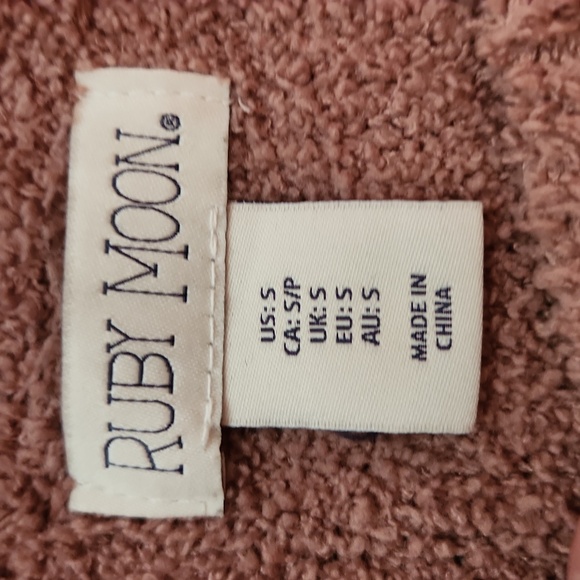 RUBY MOON®
US: S
CA: S/P
UK: S
EU: S
AU: S
MADE IN
CHINA